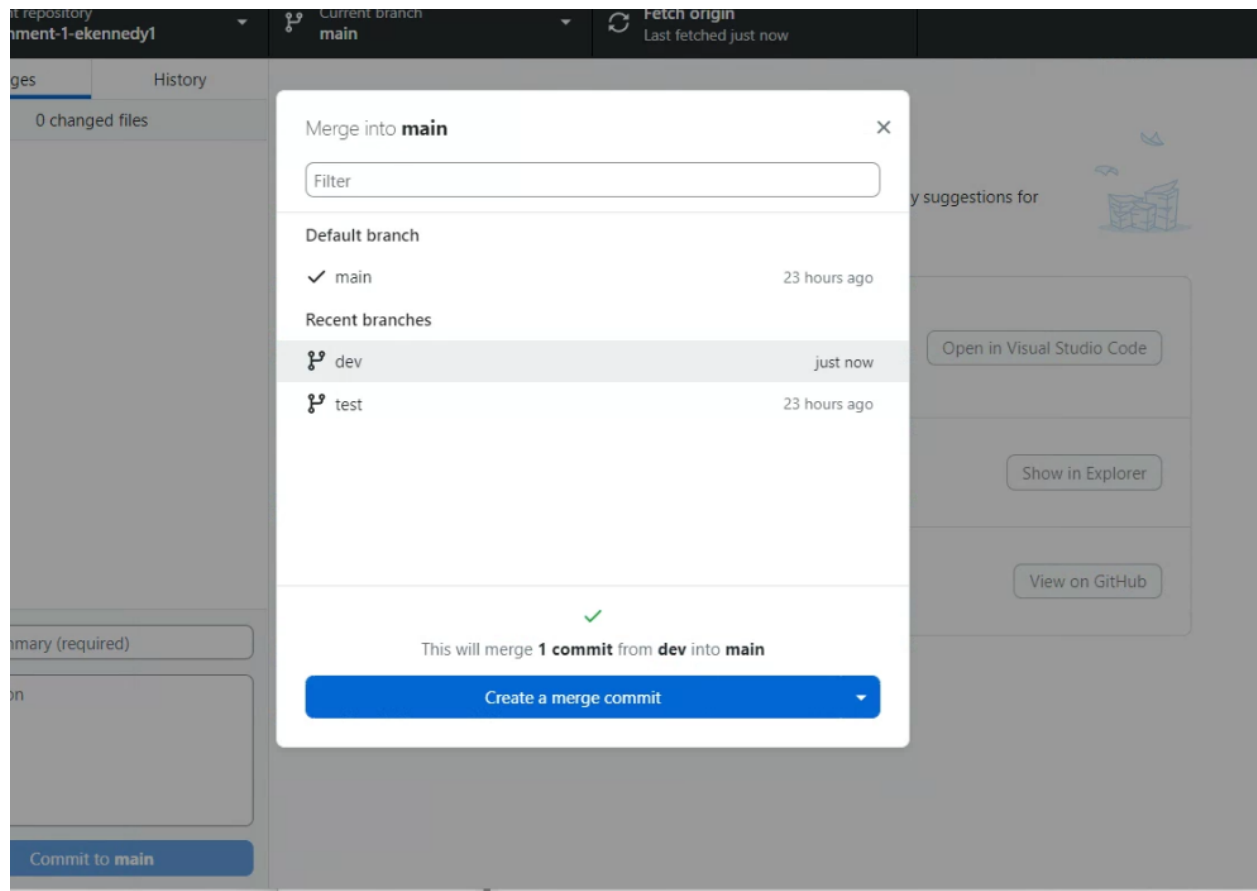 t repository
nment-1-ekennedy1
Current branch
main
Fetch origin
Last fetched just now
ges
History
0 changed files
Merge into main
Filter
y suggestions for
Default branch
main
23 hours ago
Recent branches
dev
just now
Open in Visual Studio Code
test
23 hours ago
Show in Explorer
View on GitHub
mmary (required)
This will merge 1 commit from dev into main
on
Create a merge commit
Commit to main